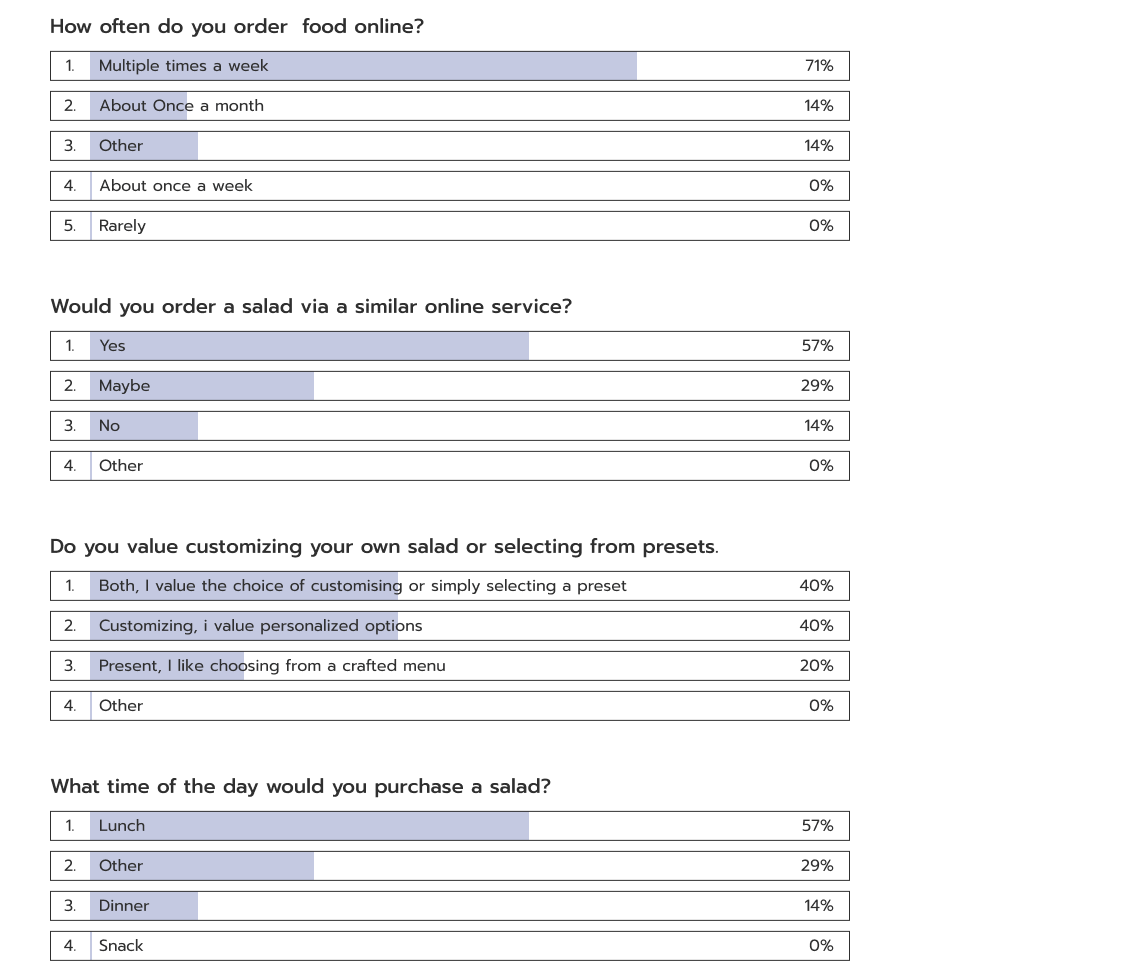 How often do you order  food online?
1. Multiple times a week 71%
2. About Once a month 14%
3. Other 14%
4. About once a week 0%
5. Rarely 0%
Would you order a salad via a similar online service?
1. Yes 57%
2. Maybe 29%
3. No 14%
4. Other 0%
Do you value customizing your own salad or selecting from presets.
1. Both, I value the choice of customising or simply selecting a preset 40%
2. Customizing, i value personalized options 40%
3. Present, I like choosing from a crafted menu 20%
4. Other 0%
What time of the day would you purchase a salad?
1. Lunch 57%
2. Other 29%
3. Dinner 14%
4. Snack 0%